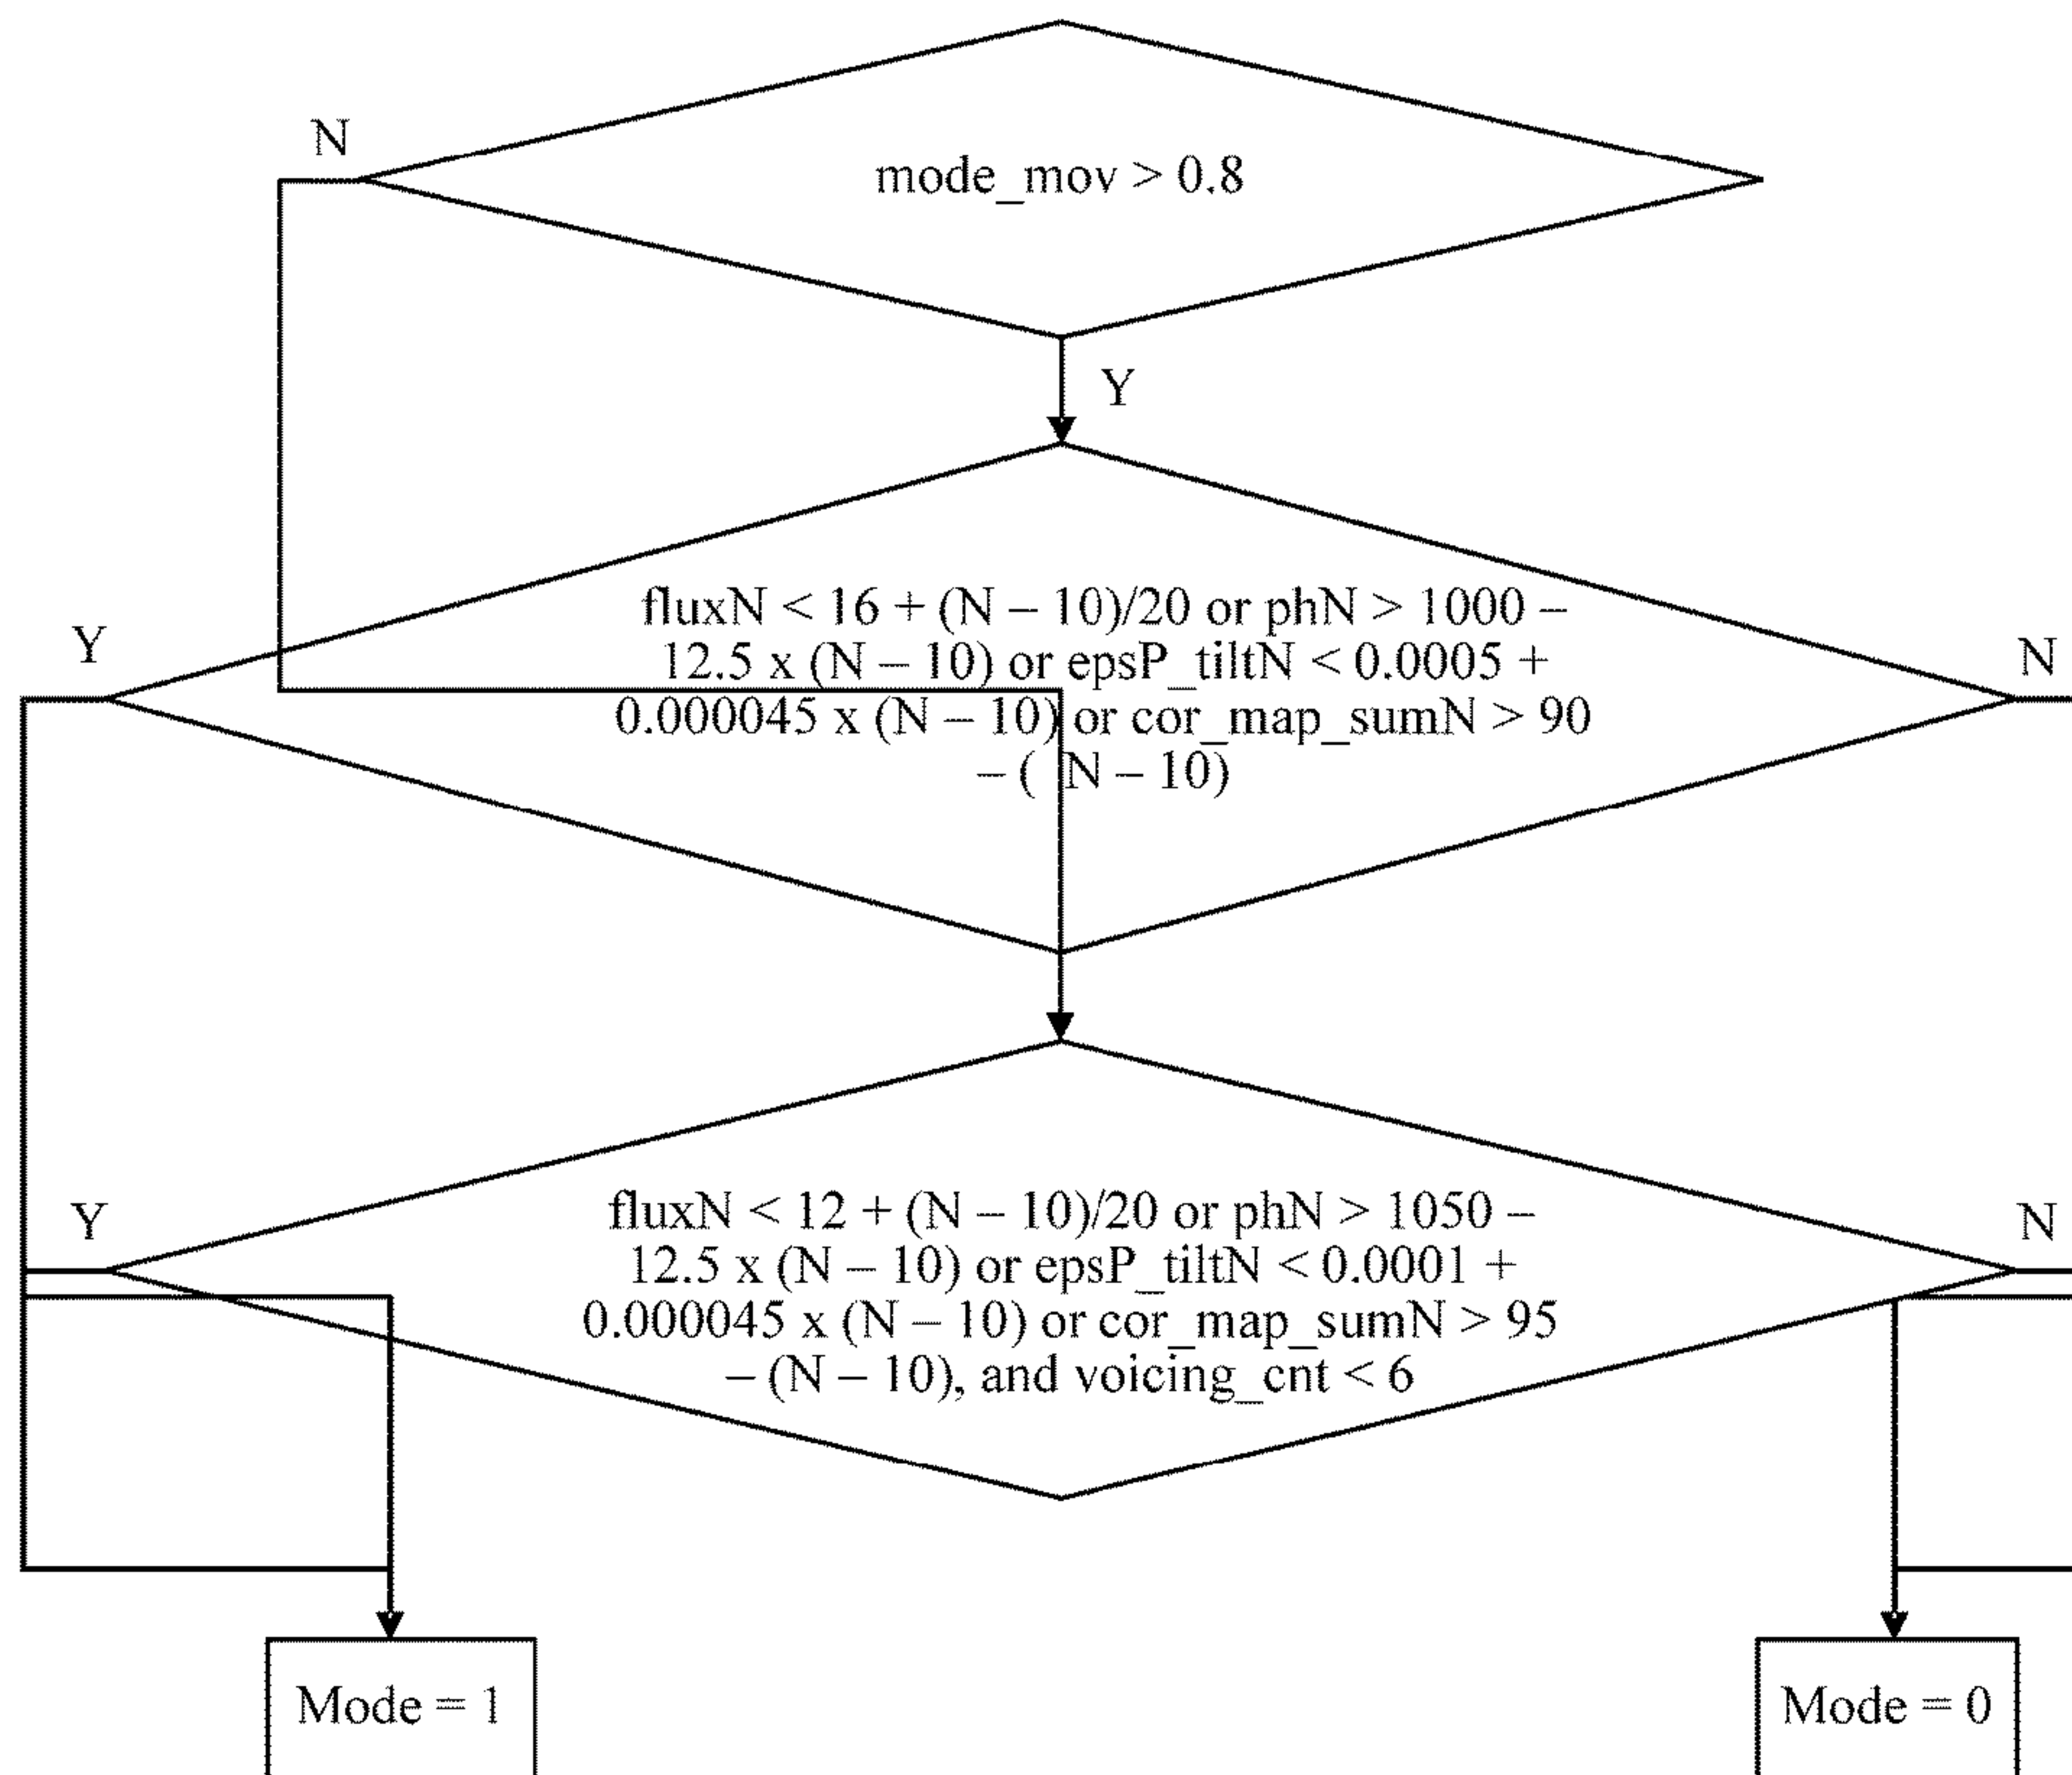 N
mode_mov > 0.8
Y
fluxN < 16 + (N – 10)/20 or phN > 1000 –
Y
N
12.5 x (N – 10) or epsP_tiltN < 0.0005 +
0.000045 x (N – 10) or cor_map_sumN > 90
– ( N – 10)
fluxN < 12 + (N – 10)/20 or phN > 1050 –
Y
N
12.5 x (N – 10) or epsP_tiltN < 0.0001 +
0.000045 x (N – 10) or cor_map_sumN > 95
– (N – 10), and voicing_cnt < 6
Mode = 1
Mode = 0